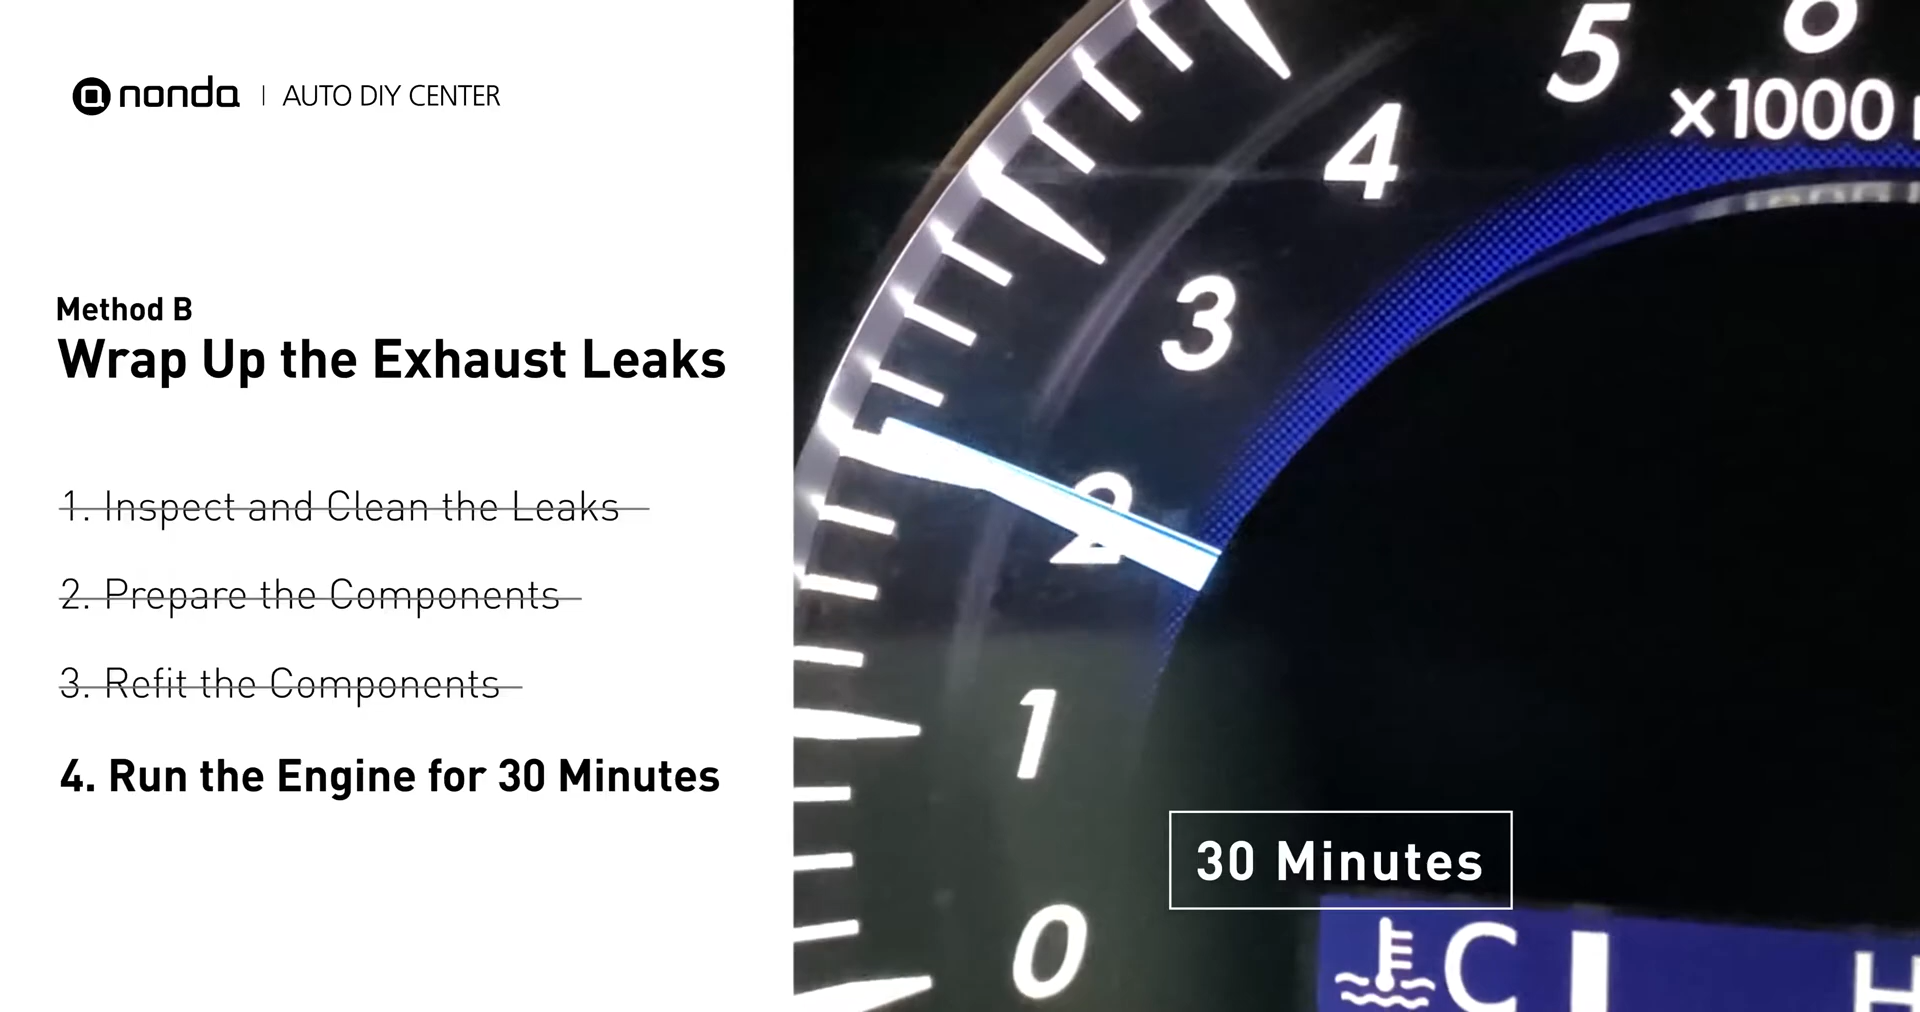 nonda | AUTO DIY CENTER
Method B
Wrap Up the Exhaust Leaks
1. Inspect and Clean the Leaks
2. Prepare the Components
3. Refit the Components
4. Run the Engine for 30 Minutes
6
5
x1000
4
3
2
1
0
30 Minutes
C H